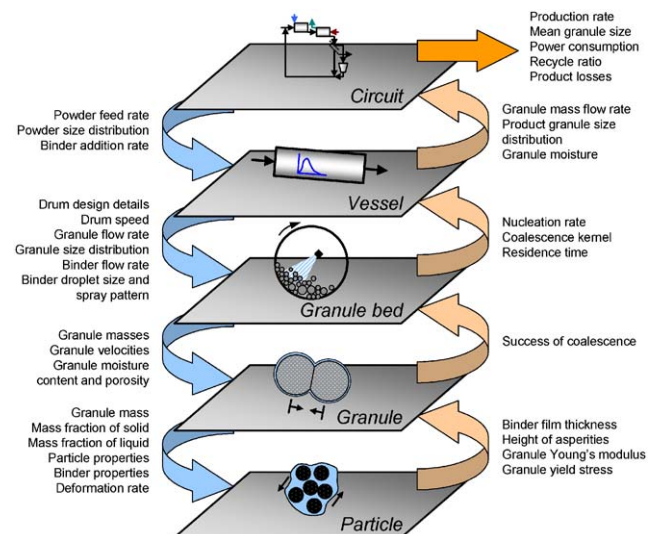 Production rate
Mean granule size
Power consumption
Recycle ratio
Product losses
Circuit
Powder feed rate
Powder size distribution
Binder addition rate
Granule mass flow rate
Product granule size
distribution
Granule moisture
Vessel
Drum design details
Drum speed
Granule flow rate
Granule size distribution
Binder flow rate
Binder droplet size and
spray pattern
Nucleation rate
Coalescence kernel
Residence time
Granule bed
Granule masses
Granule velocities
Granule moisture
content and porosity
Success of coalescence
Granule
Granule mass
Mass fraction of solid
Mass fraction of liquid
Particle properties
Binder properties
Deformation rate
Binder film thickness
Height of asperities
Granule Young's modulus
Granule yield stress
Particle